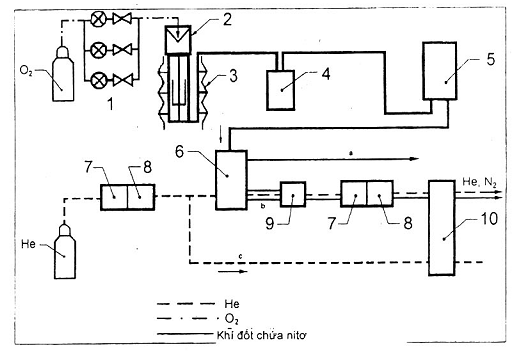 2
O₂
1
3
4
5
6
a
7 8
He, N₂
b
9
7
8
10
He
c
He
O₂
Khí đốt chứa nitơ